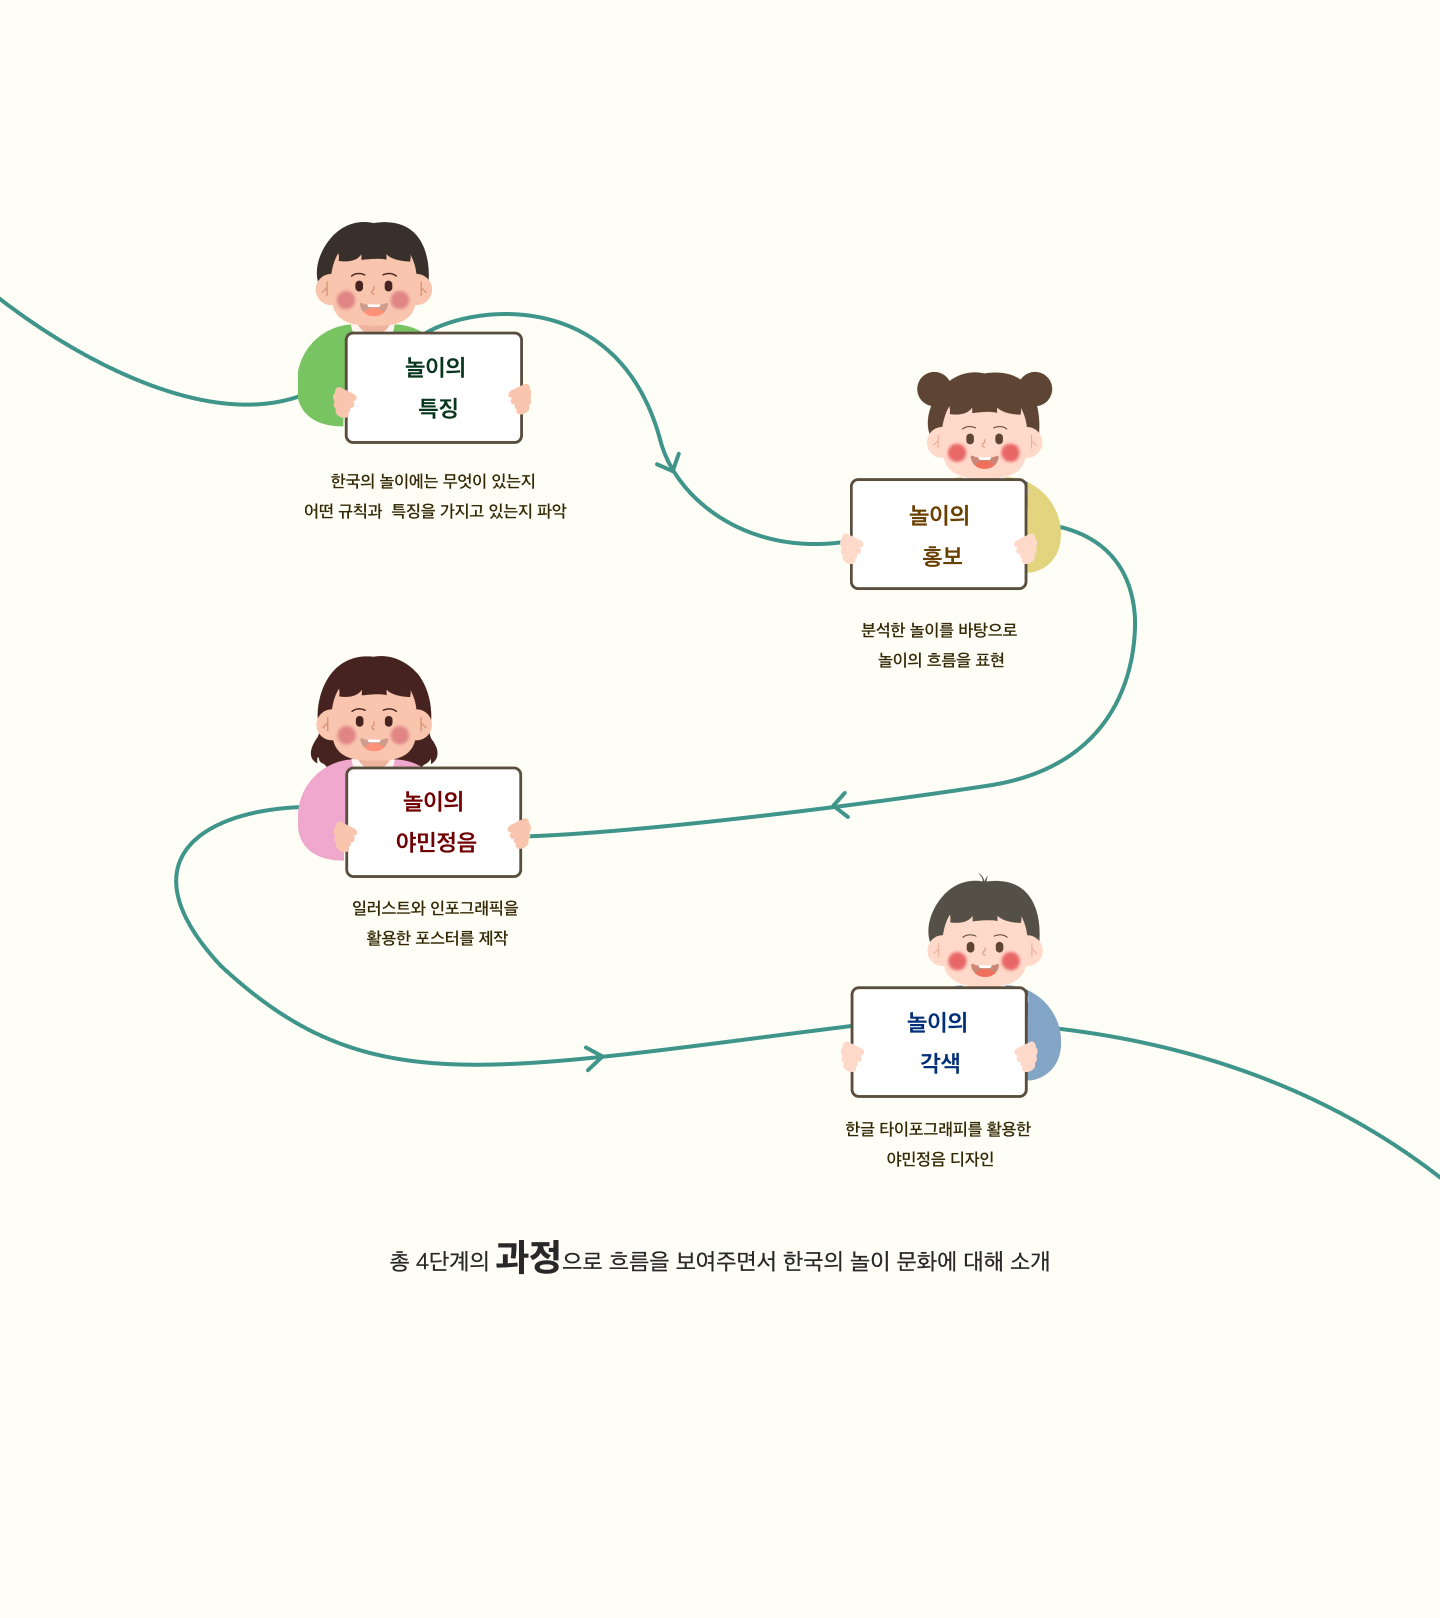 놀이의
특징
한국의 놀이에는 무엇이 있는지
어떤 규칙과 특징을 가지고 있는지 파악
놀이의
홍보
분석한 놀이를 바탕으로
놀이의 흐름을 표현
놀이의
야민정음
일러스트와 인포그래픽을
활용한 포스터를 제작
놀이의
각색
한글 타이포그래피를 활용한
야민정음 디자인
총 4단계의 과정으로 흐름을 보여주면서 한국의 놀이 문화에 대해 소개